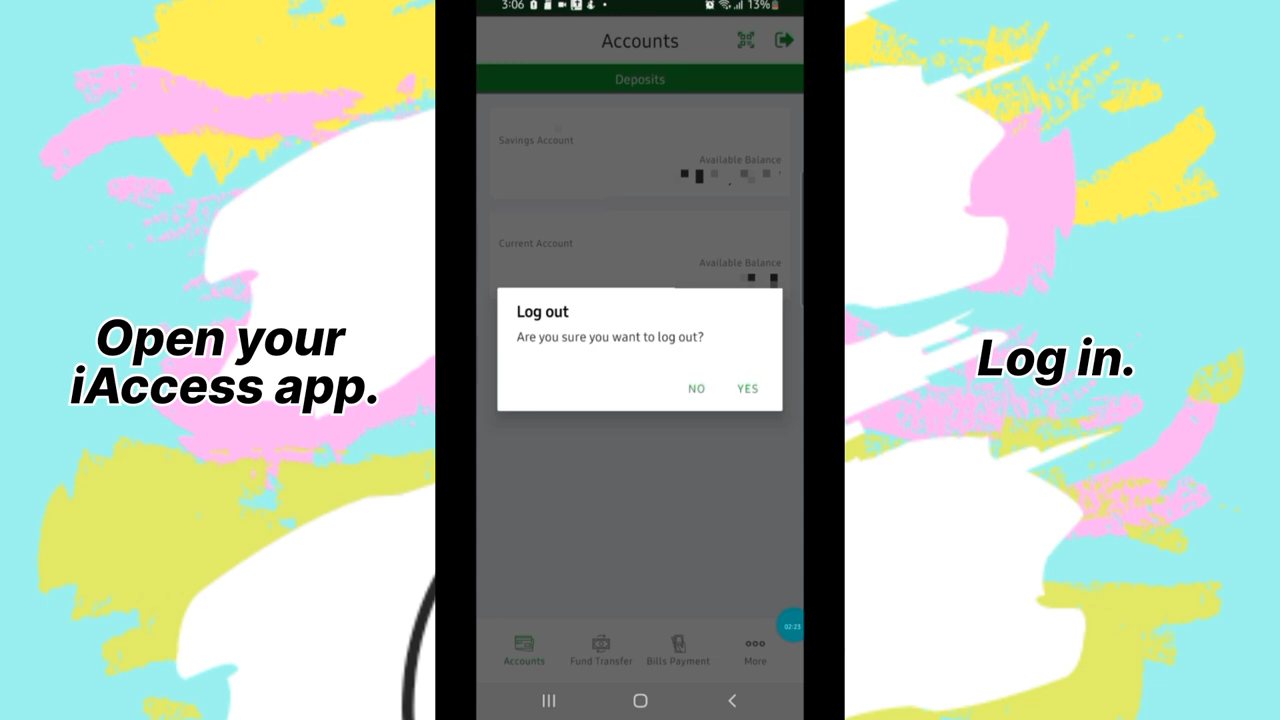 3:06
13%
Accounts
Deposits
Savings Account
Available Balance
Current Account
Available Balance
Log out
Are you sure you want to log out?
NO YES
Open your
iAccess app.
Log in.
02:23
Accounts Fund Transfer Bills Payment More